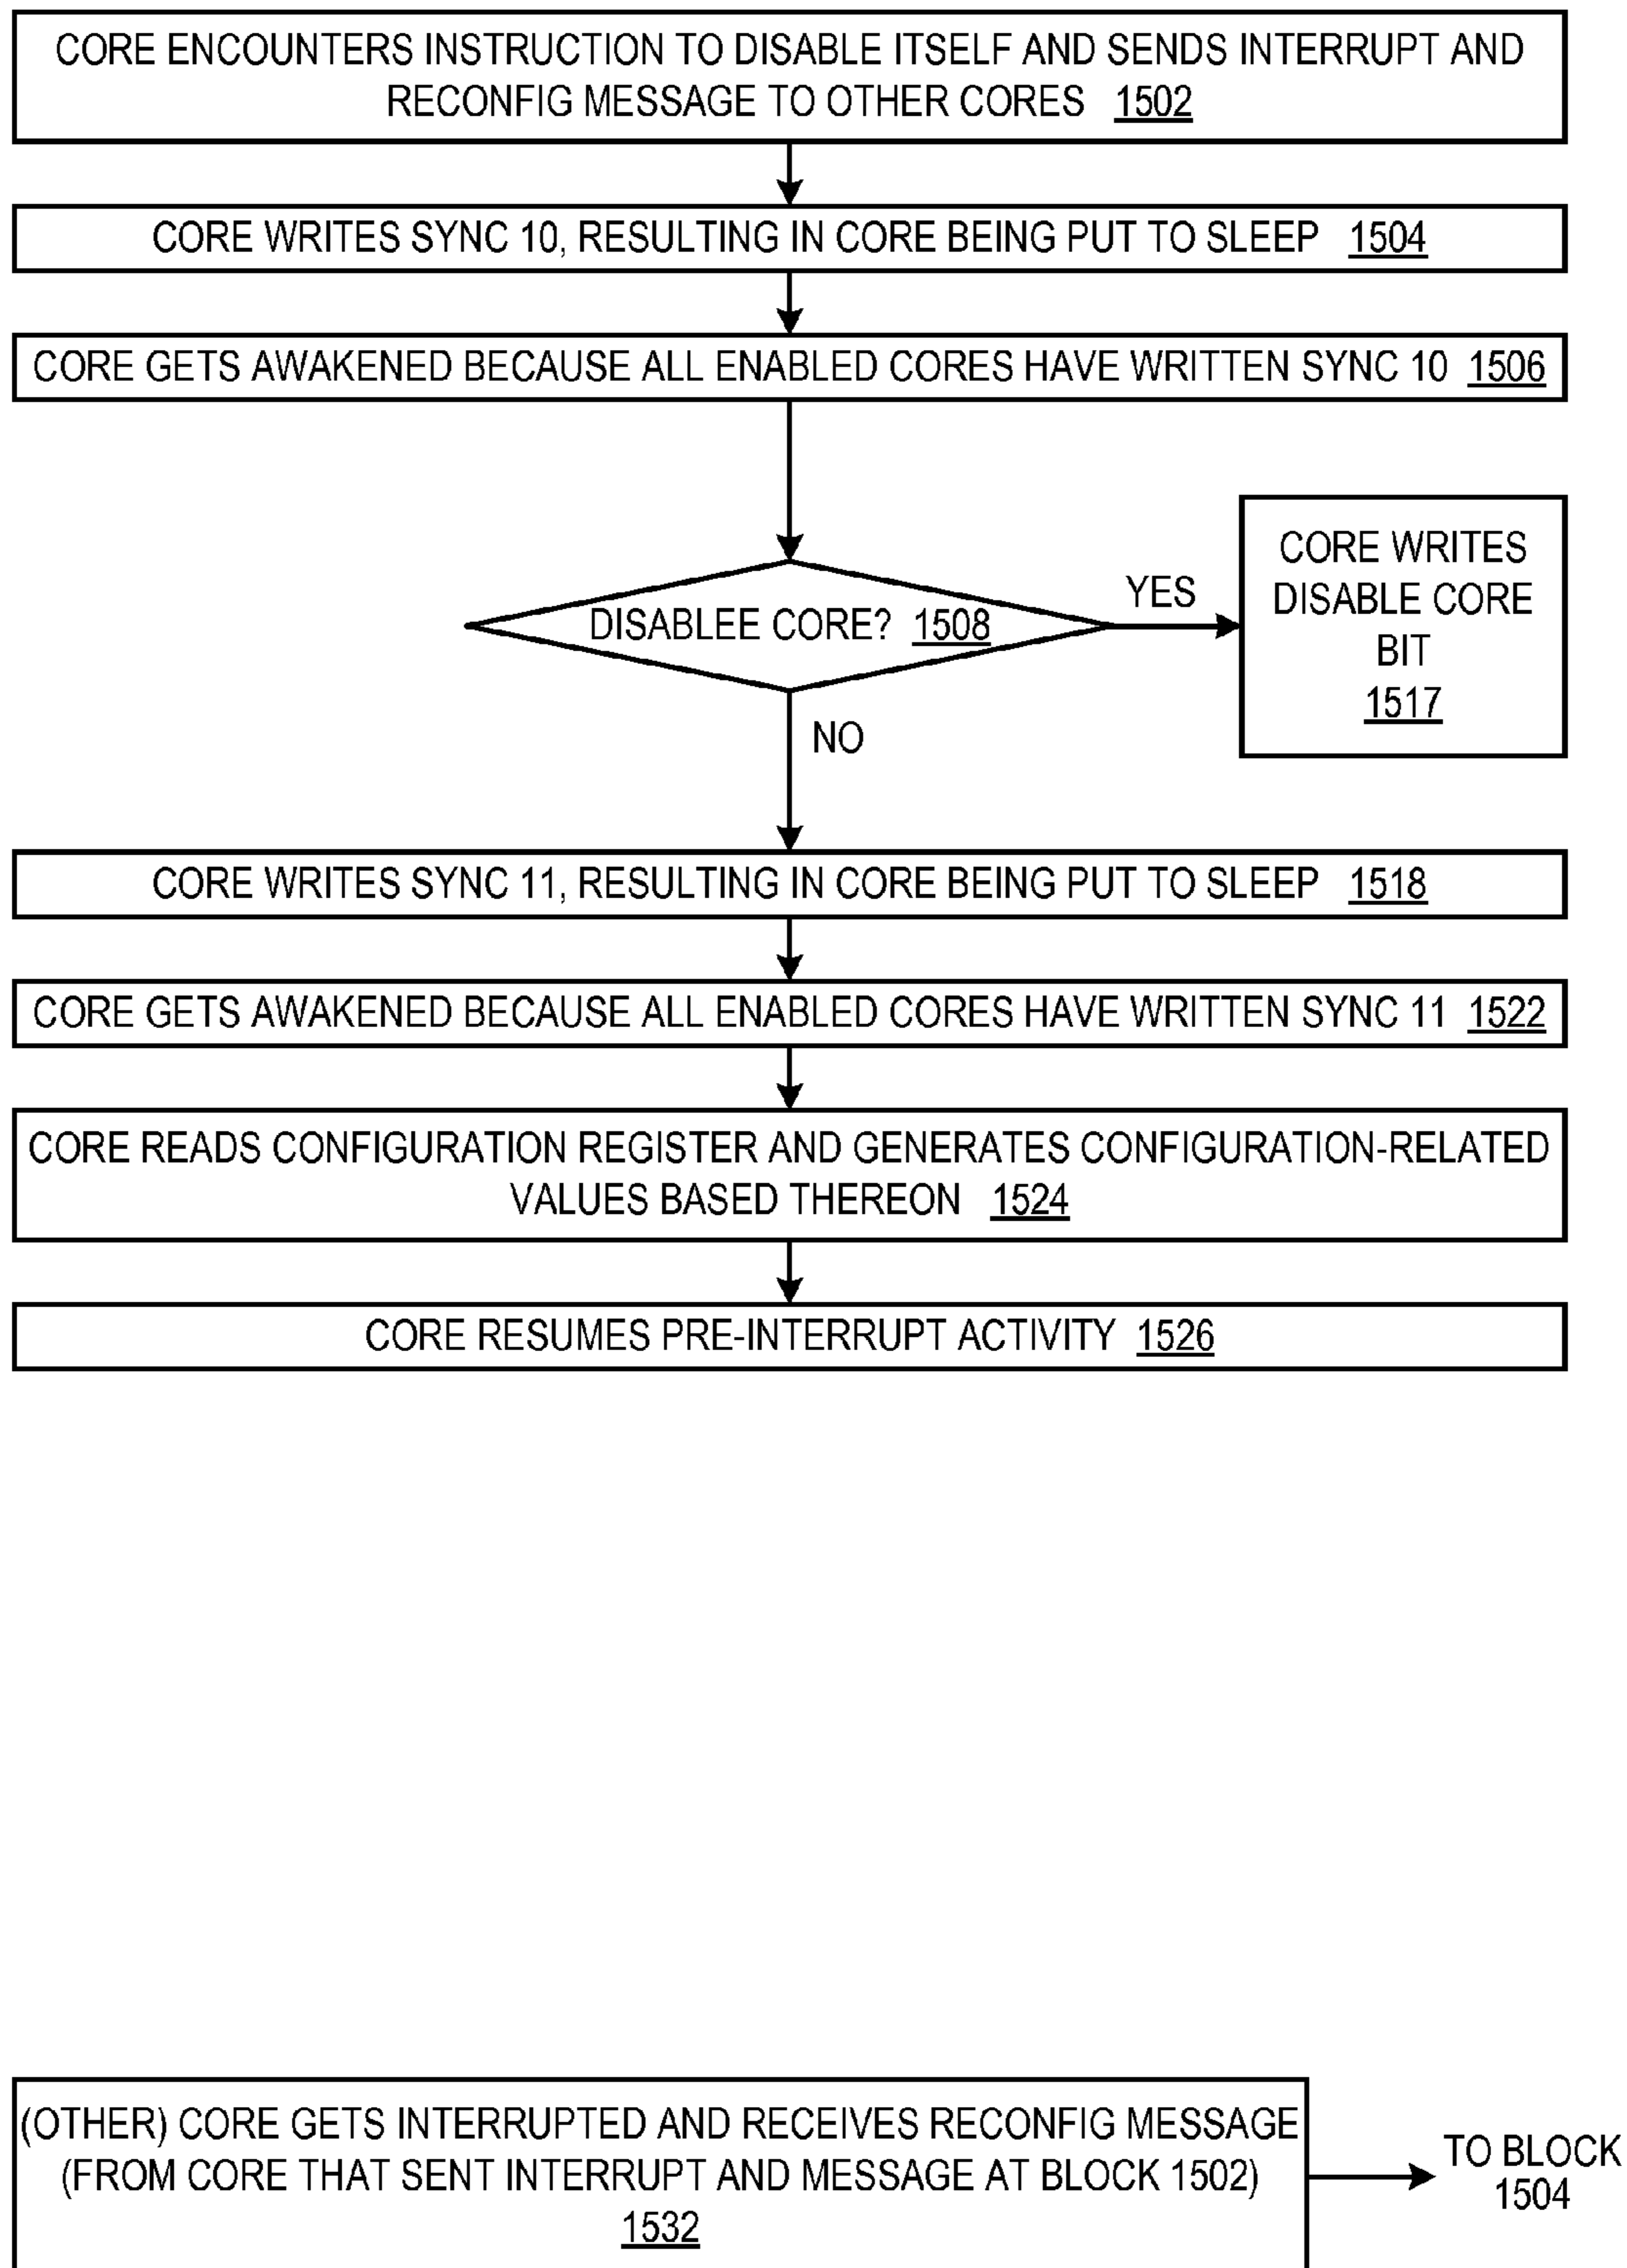 CORE ENCOUNTERS INSTRUCTION TO DISABLE ITSELF AND SENDS INTERRUPT AND
RECONFIG MESSAGE TO OTHER CORES 1502
CORE WRITES SYNC 10, RESULTING IN CORE BEING PUT TO SLEEP 1504
CORE GETS AWAKENED BECAUSE ALL ENABLED CORES HAVE WRITTEN SYNC 10 1506
DISABLEE CORE? 1508
YES
CORE WRITES
DISABLE CORE
BIT
1517
NO
CORE WRITES SYNC 11, RESULTING IN CORE BEING PUT TO SLEEP 1518
CORE GETS AWAKENED BECAUSE ALL ENABLED CORES HAVE WRITTEN SYNC 11 1522
CORE READS CONFIGURATION REGISTER AND GENERATES CONFIGURATION-RELATED
VALUES BASED THEREON 1524
CORE RESUMES PRE-INTERRUPT ACTIVITY 1526
(OTHER) CORE GETS INTERRUPTED AND RECEIVES RECONFIG MESSAGE
(FROM CORE THAT SENT INTERRUPT AND MESSAGE AT BLOCK 1502)
1532
TO BLOCK
1504